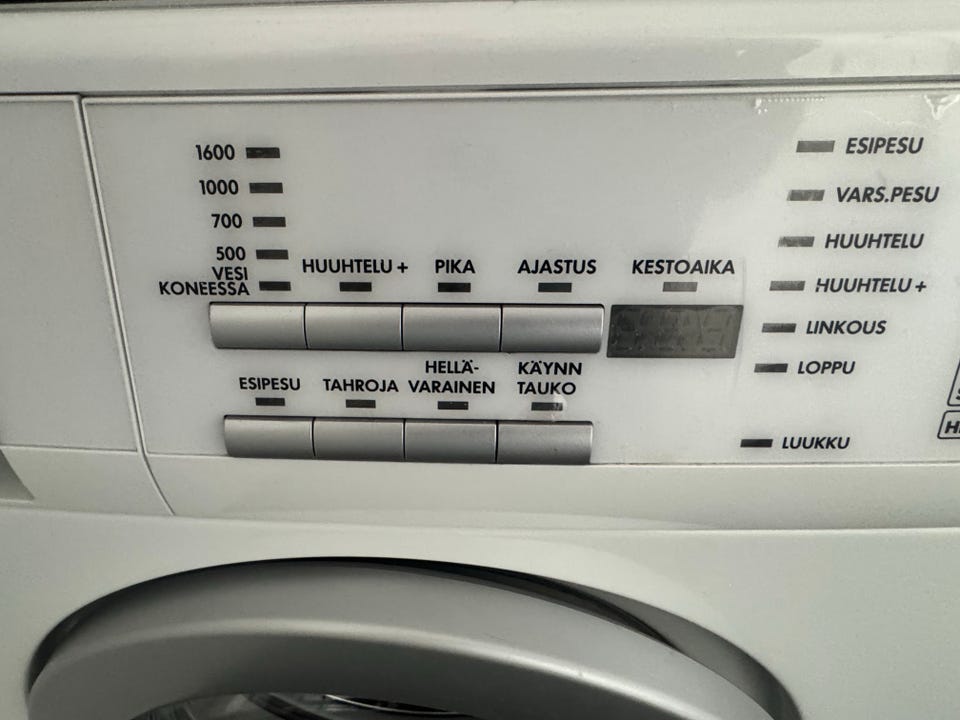 1600
1000
700
500
VESI
KONEESSA
HUUHTELU +
PIKA
AJASTUS
KESTOAIKA
ESIPESU
TAHROJA
HELLÄ-
VARAINEN
KÄYNN
TAUKO
ESIPESU
VARS.PESU
HUUHTELU
HUUHTELU +
LINKOUS
LOPPU
LUUKKU